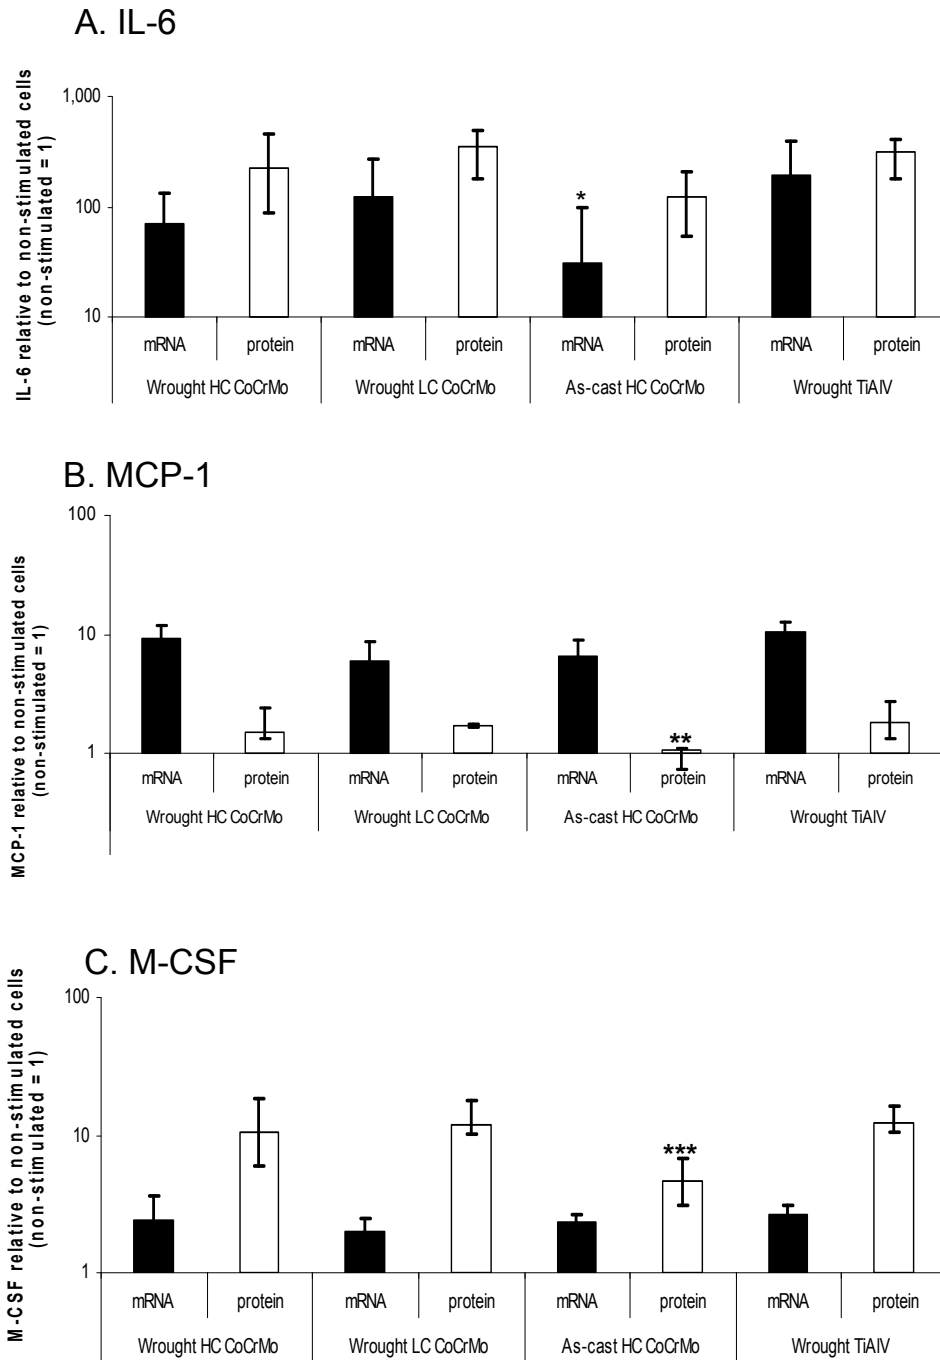 A. IL-6
IL-6 relative to non-stimulated cells
(non-stimulated = 1)
1,000
100
10
*
mRNA protein mRNA protein mRNA protein mRNA protein
Wrought HC CoCrMo Wrought LC CoCrMo As-cast HC CoCrMo Wrought TiAlV
B. MCP-1
MCP-1 relative to non-stimulated cells
(non-stimulated = 1)
100
10
1
**
mRNA protein mRNA protein mRNA protein mRNA protein
Wrought HC CoCrMo Wrought LC CoCrMo As-cast HC CoCrMo Wrought TiAlV
C. M-CSF
M-CSF relative to non-stimulated cells
(non-stimulated = 1)
100
10
1
***
mRNA protein mRNA protein mRNA protein mRNA protein
Wrought HC CoCrMo Wrought LC CoCrMo As-cast HC CoCrMo Wrought TiAlV